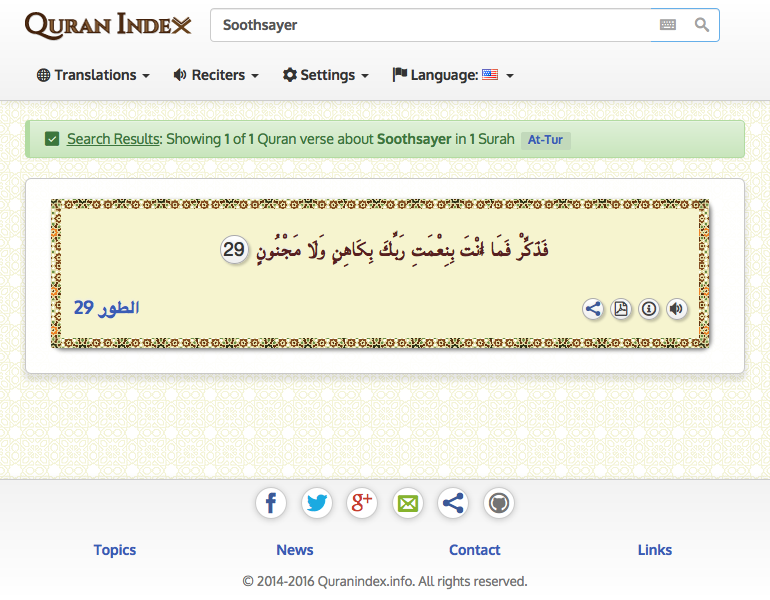 QURAN INDEX
Soothsayer
Translations Reciters Settings Language:
Search Results: Showing 1 of 1 Quran verse about Soothsayer in 1 Surah At-Tur
فَذَكِّرْ فَمَا أَنْتَ بِنِعْمَتِ رَبِّكَ بِكَاهِنٍ وَلَا مَجْنُونٍ 29
الطور 29
f g+
Topics News Contact Links
© 2014-2016 Quranindex.info. All rights reserved.